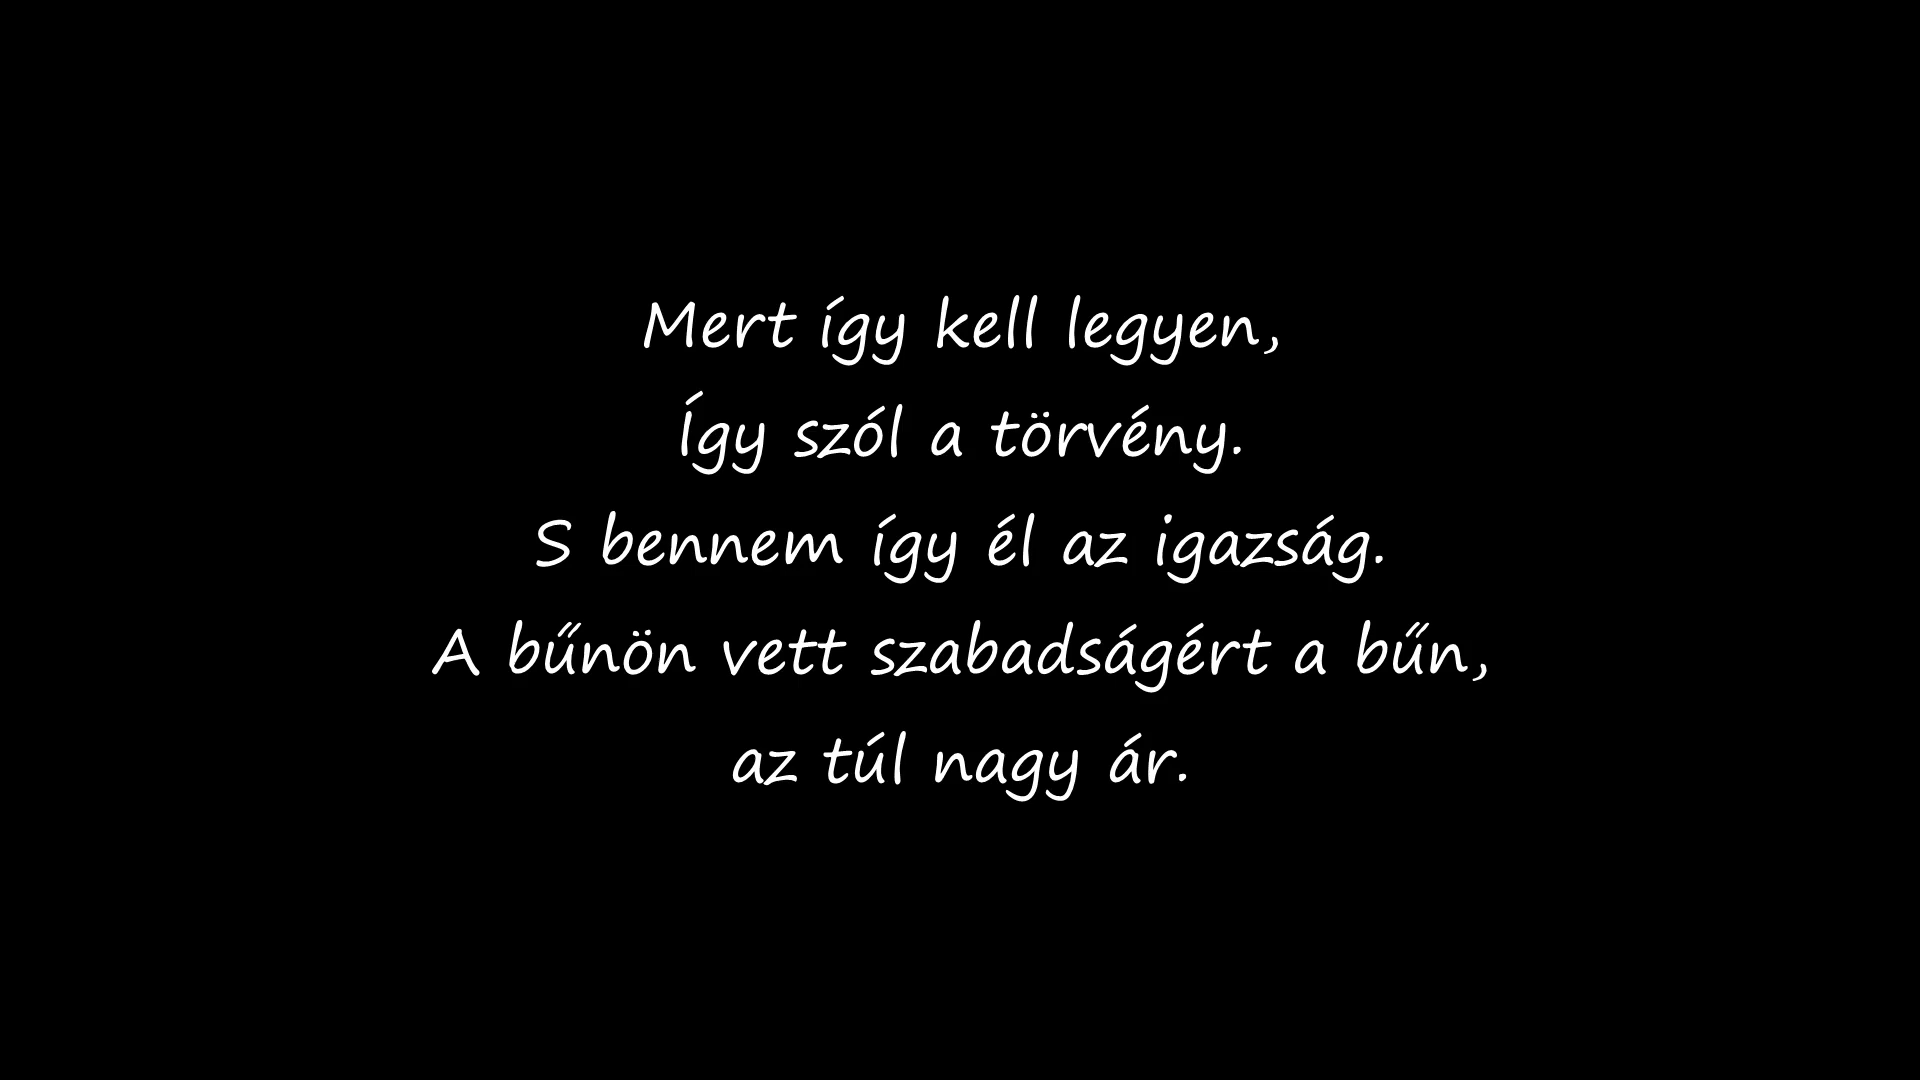 Mert így kell legyen,
Így szól a törvény.
S bennem így él az igazság.
A bűnön vett szabadságért a bűn,
az túl nagy ár.